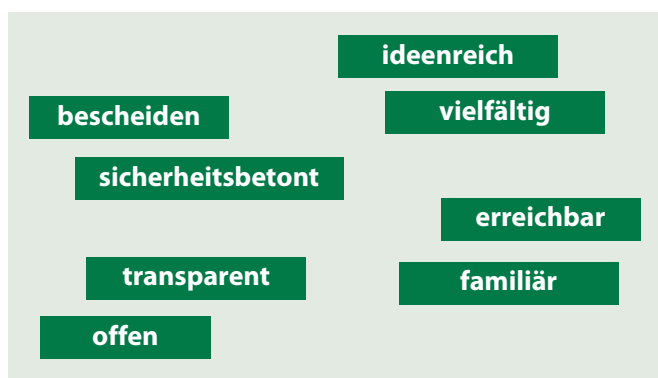 ideenreich
bescheiden
vielfältig
sicherheitsbetont
erreichbar
transparent
familiär
offen